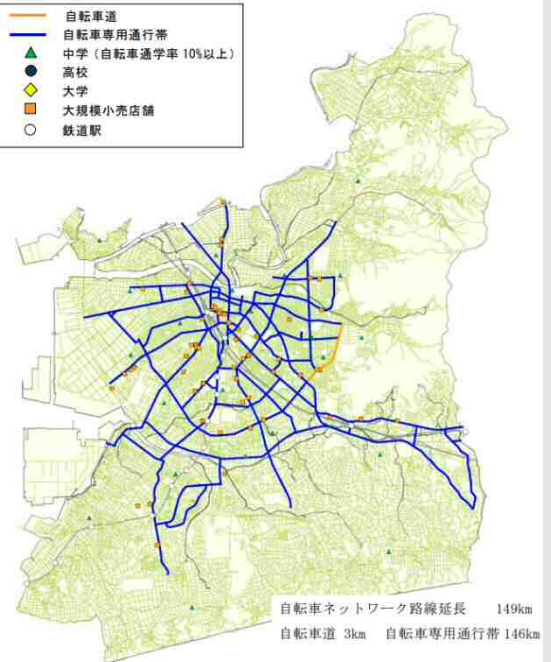 自転車道
自転車専用通行帯
中学（自転車通学率 10%以上）
高校
大学
大規模小売店舗
鉄道駅
自転車ネットワーク路線延長 149km
自転車道 3km 自転車専用通行帯 146km